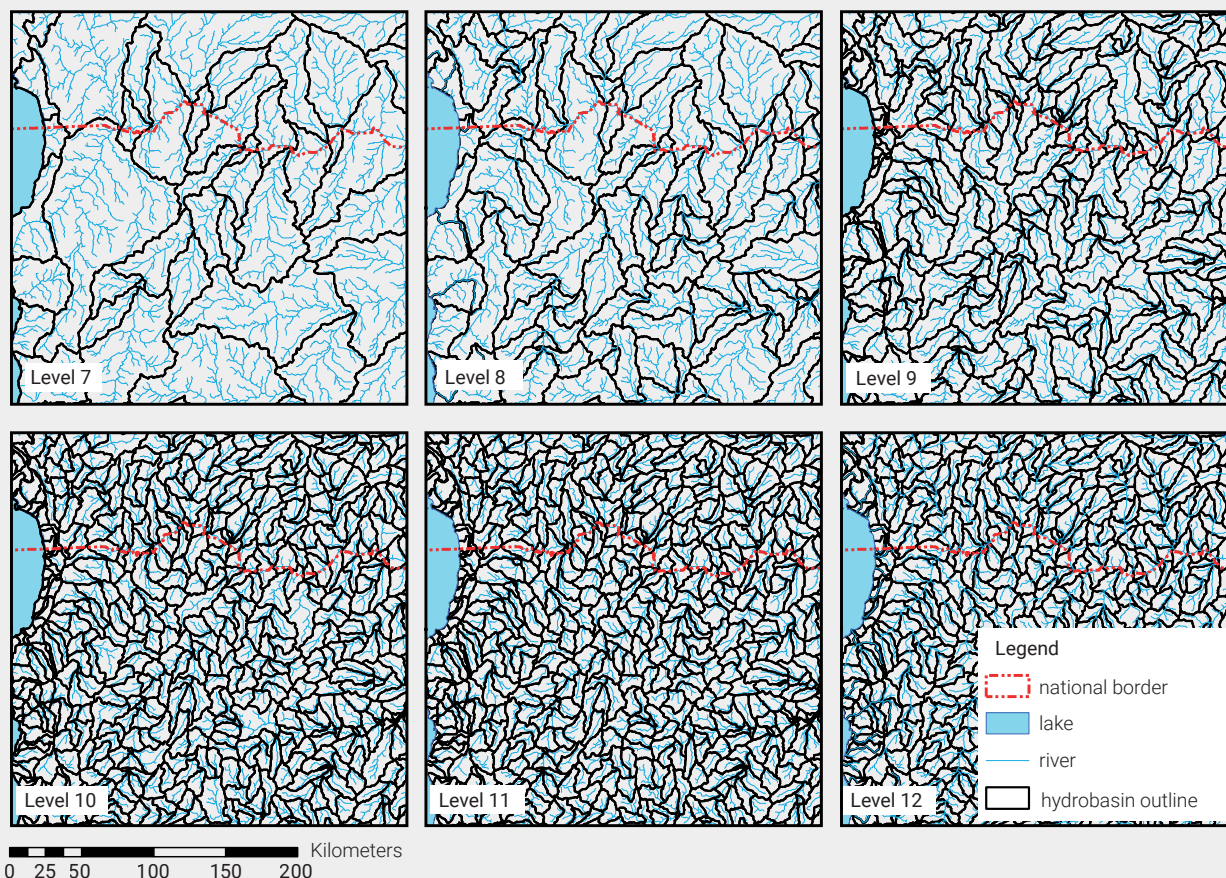 Level 7
Level 8
Level 9
Level 10
Level 11
Level 12
Legend
national border
lake
river
hydrobasin outline
Kilometers
0 25 50 100 150 200